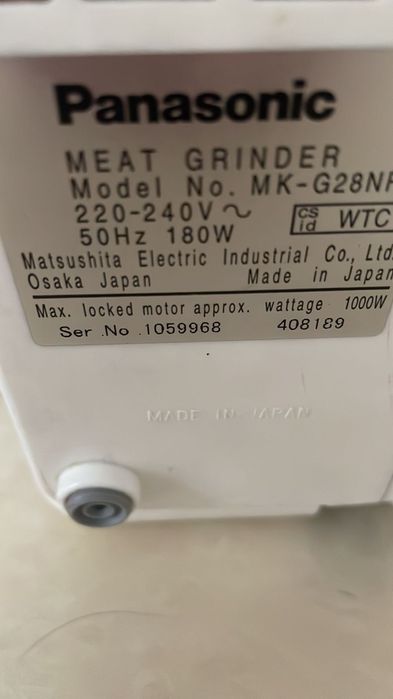 Panasonic
MEAT GRINDER
Model No. MK-G28NR
220-240V ~ cs id WTC
50Hz 180W
Matsushita Electric Industrial Co., Ltd.
Osaka Japan Made in Japan
Max. locked motor approx. wattage 1000W
Ser .No .1059968 408189
MADE IN JAPAN